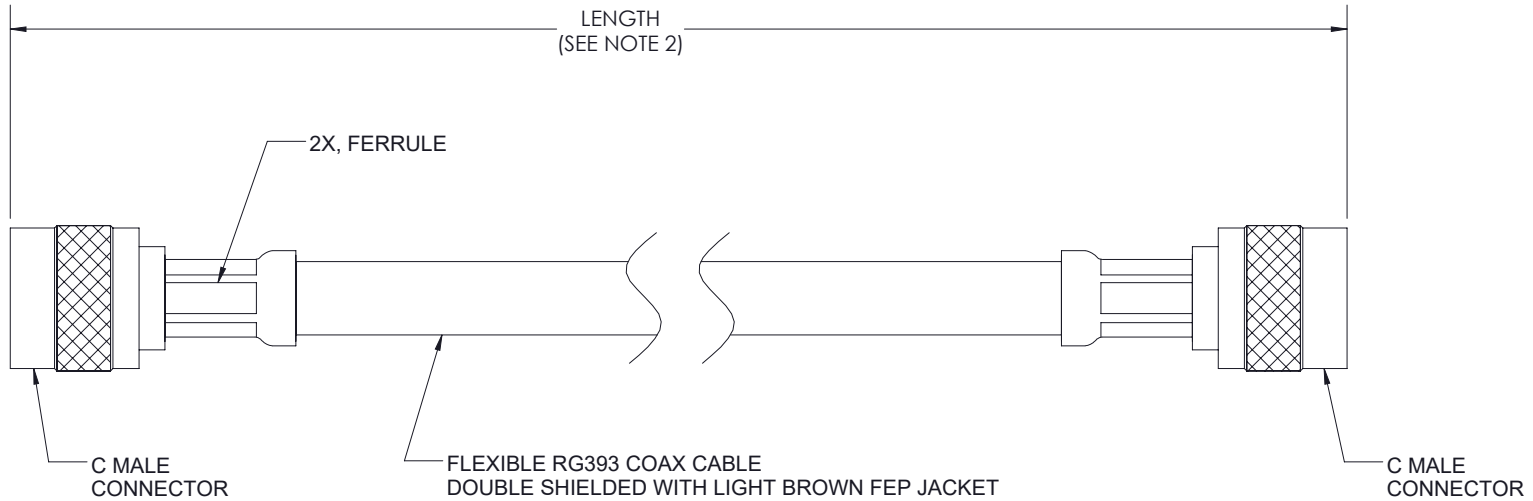 LENGTH
(SEE NOTE 2)
2X, FERRULE
C MALE
CONNECTOR
FLEXIBLE RG393 COAX CABLE
DOUBLE SHIELDED WITH LIGHT BROWN FEP JACKET
C MALE
CONNECTOR